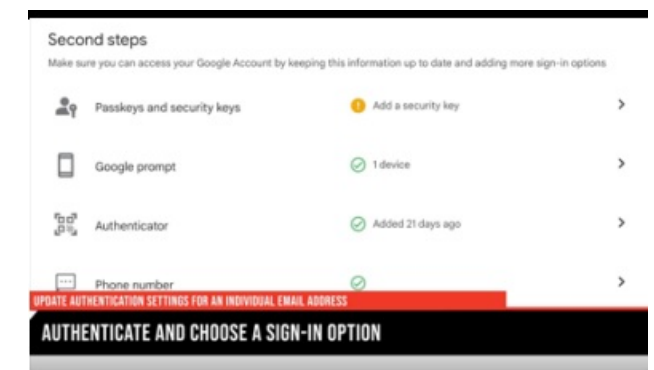 Second steps
Make sure you can access your Google Account by keeping this information up to date and adding more sign-in options
Passkeys and security keys
Add a security key
Google prompt
1 device
Authenticator
Added 21 days ago
Phone number
UPDATE AUTHENTICATION SETTINGS FOR AN INDIVIDUAL EMAIL ADDRESS
AUTHENTICATE AND CHOOSE A SIGN-IN OPTION